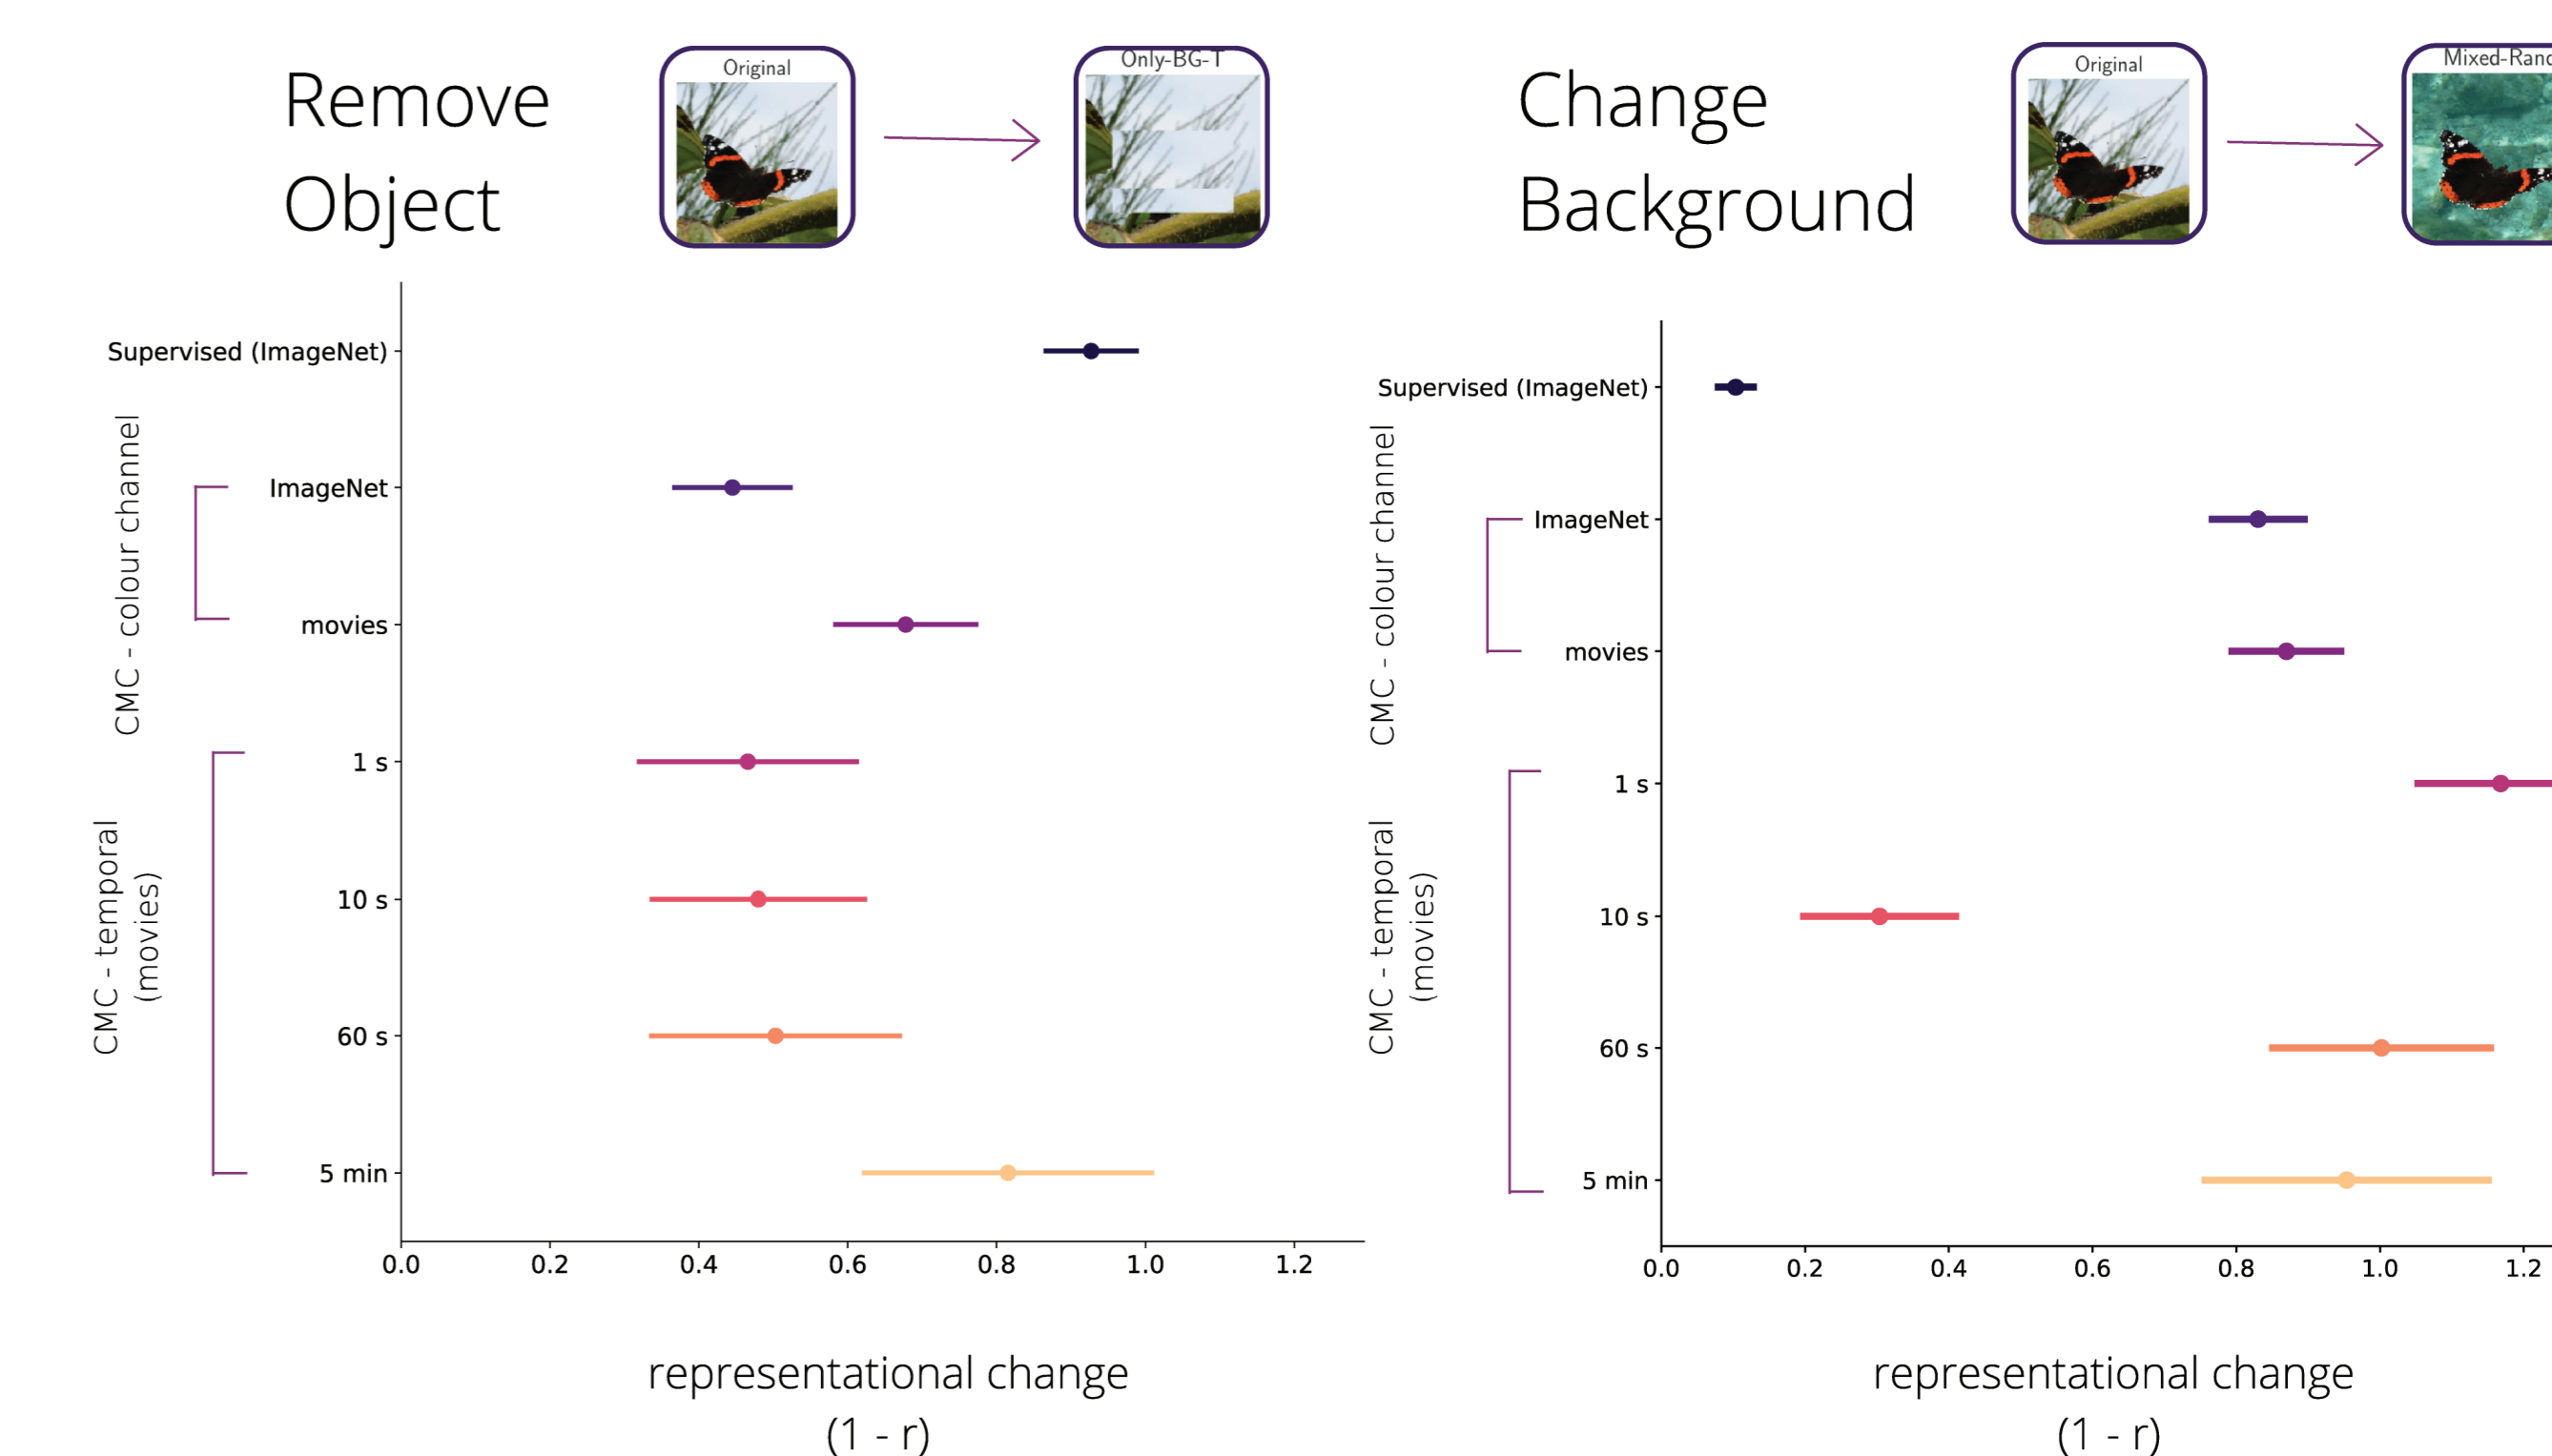 Remove
Object
Original
Only-BG-T
Supervised (ImageNet)
CMC - colour channel
ImageNet
movies
CMC - temporal
(movies)
1 s
10 s
60 s
5 min
0.0 0.2 0.4 0.6 0.8 1.0 1.2
representational change
(1 - r)
Change
Background
Original
Mixed-Rand
Supervised (ImageNet)
CMC - colour channel
ImageNet
movies
CMC - temporal
(movies)
1 s
10 s
60 s
5 min
0.0 0.2 0.4 0.6 0.8 1.0 1.2
representational change
(1 - r)